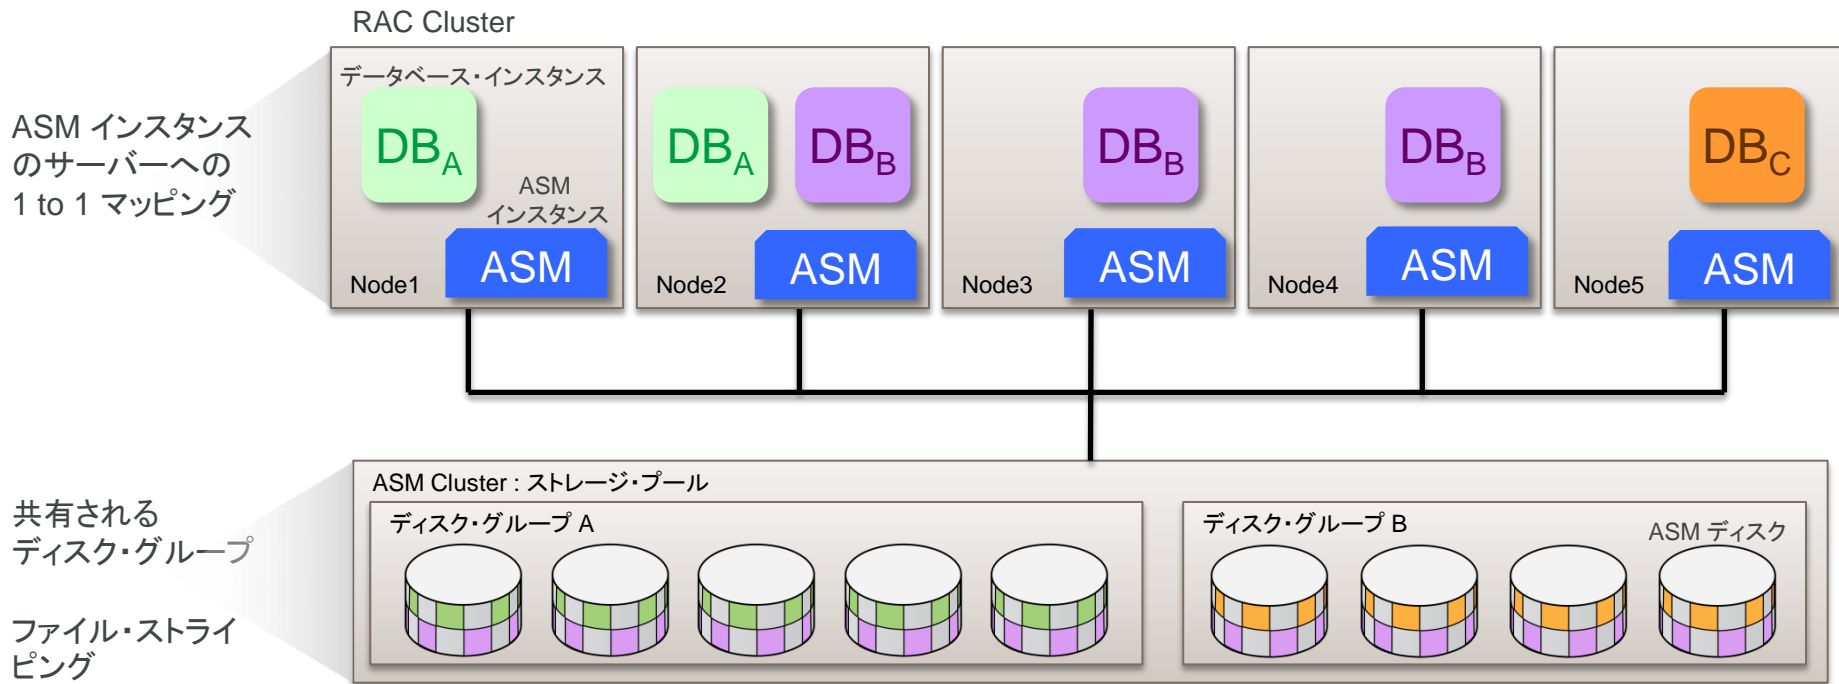 RAC Cluster
データベース・インスタンス
ASM インスタンス
のサーバーへの
1 to 1 マッピング
DBA
DBA
DBB
DBB
DBB
DBC
ASM
インスタンス
Node1
ASM
Node2
ASM
Node3
ASM
Node4
ASM
Node5
ASM
ASM Cluster : ストレージ・プール
共有される
ディスク・グループ
ディスク・グループ A
ディスク・グループ B
ASM ディスク
ファイル・ストライ
ピング